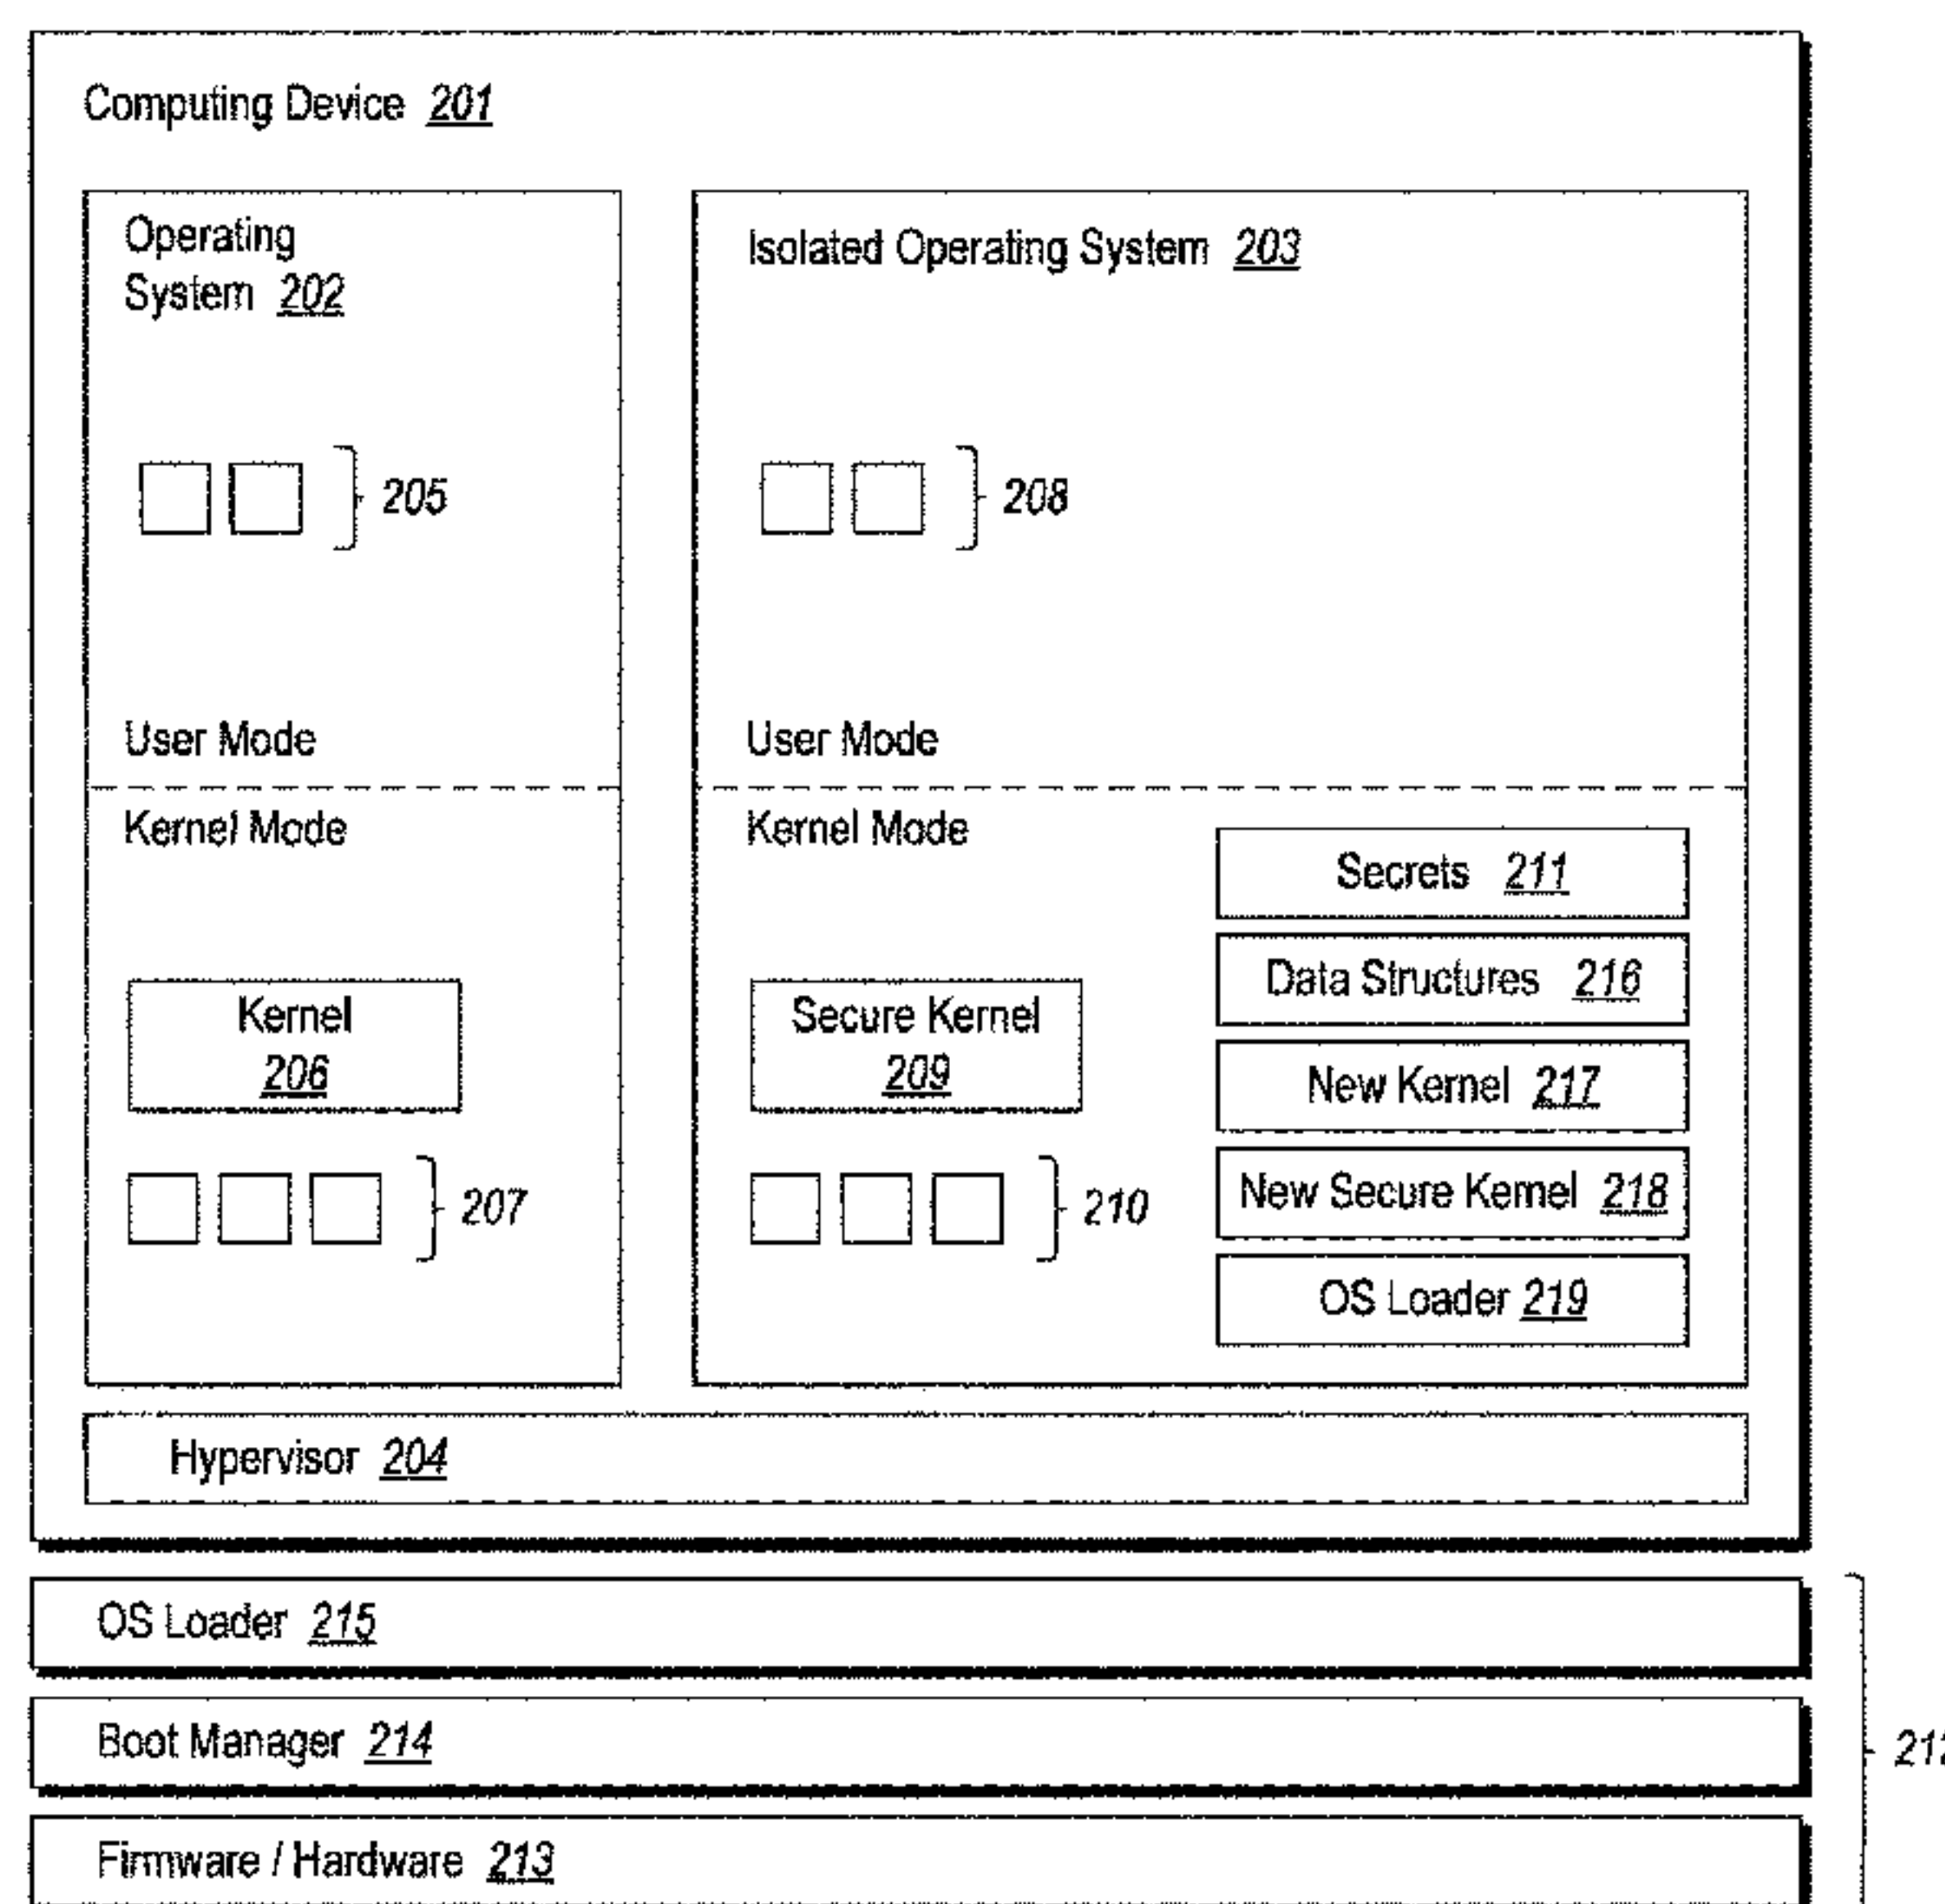 Computing Device 201
Operating
System 202
205
User Mode
Kernel Mode
Kernel
206
207
Isolated Operating System 203
208
User Mode
Kernel Mode
Secure Kernel
209
210
Secrets 211
Data Structures 216
New Kernel 217
New Secure Kernel 218
OS Loader 219
Hypervisor 204
OS Loader 215
Boot Manager 214
Firmware / Hardware 213
212